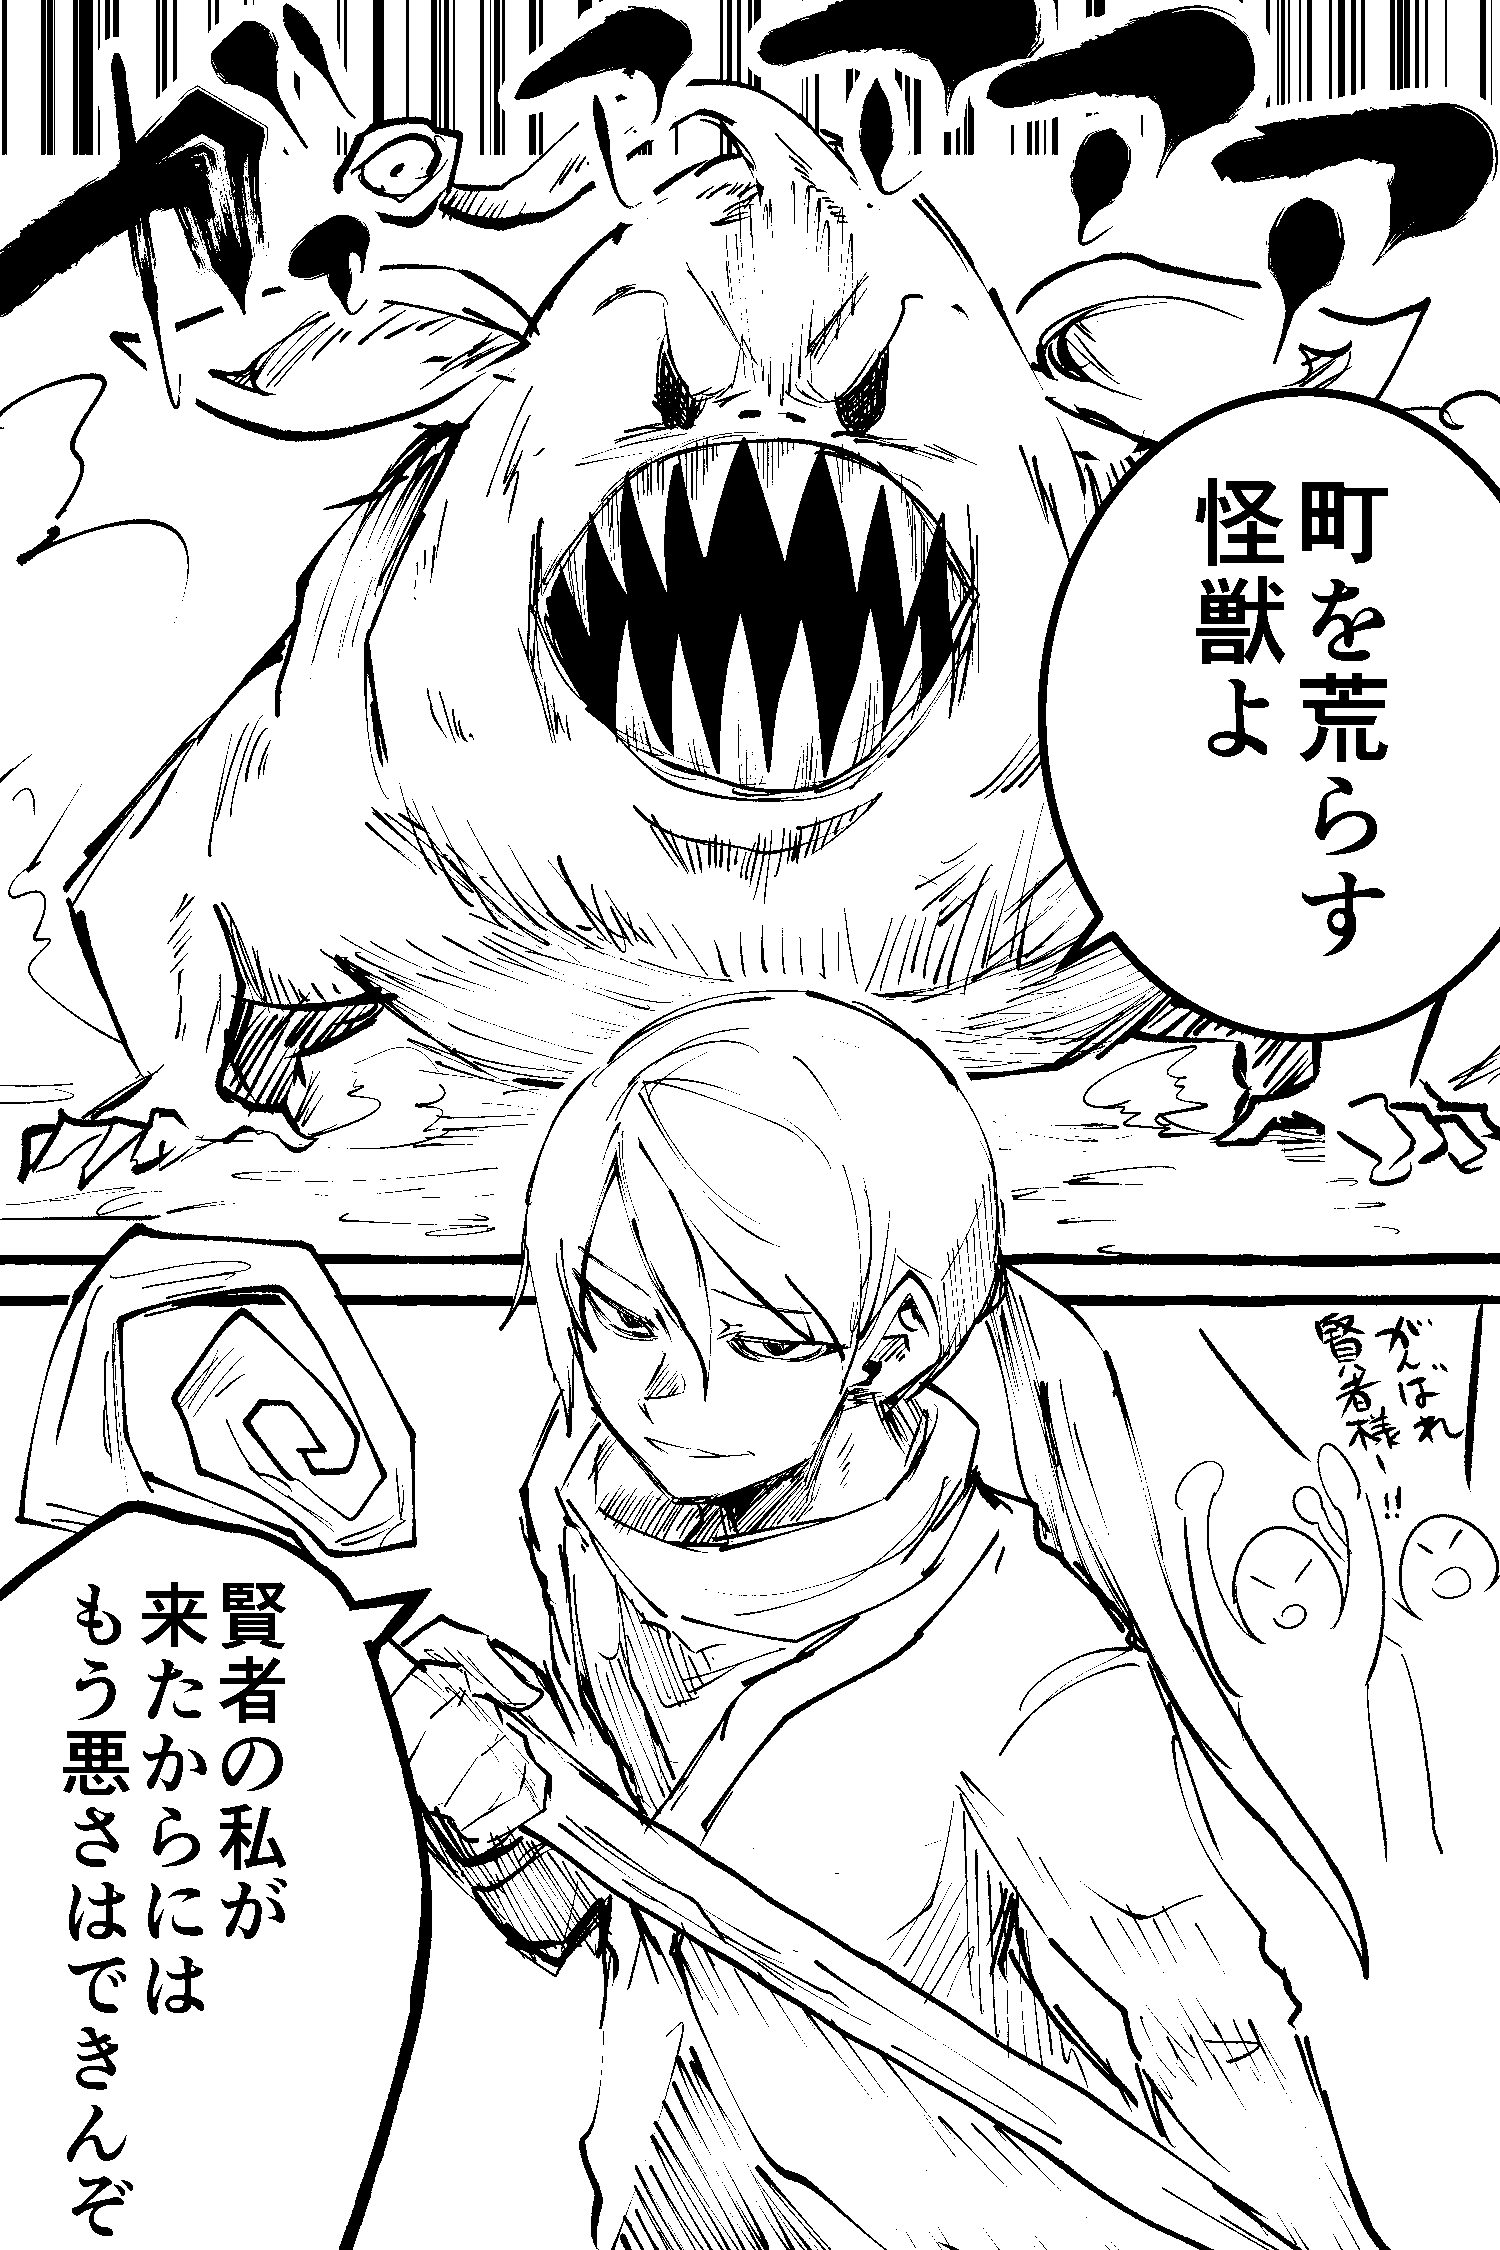 ガアアアア
町を荒らす
怪獣よ
がんばれ
賢者様ー!!
賢者の私が
来たからには
もう悪さはできんぞ